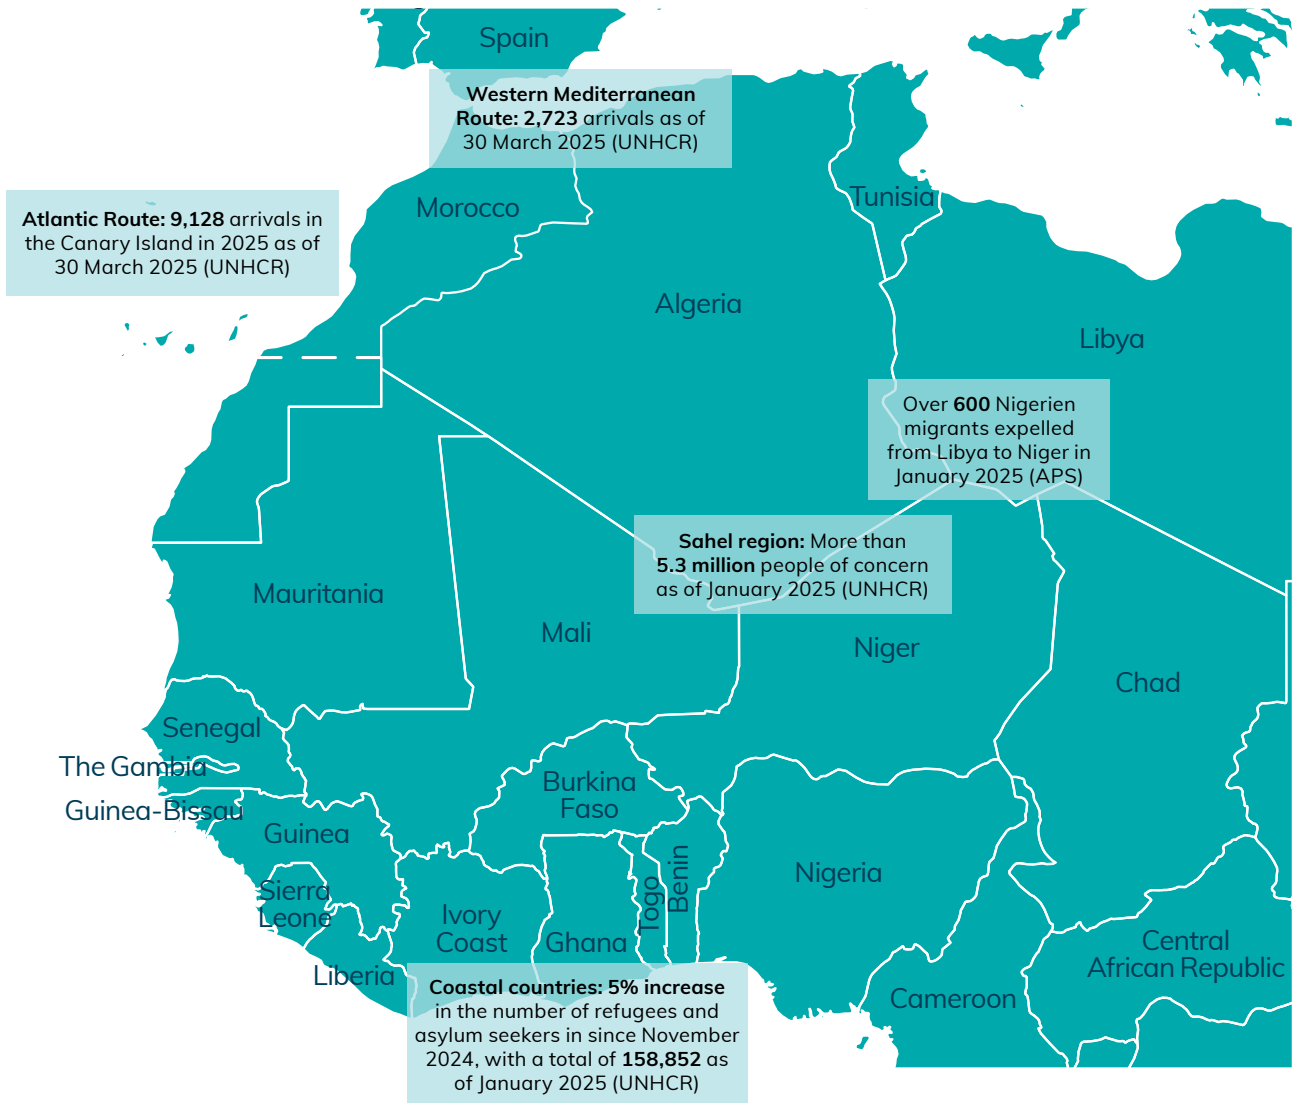 Spain
Western Mediterranean
Route: 2,723 arrivals as of
30 March 2025 (UNHCR)
Tunisia
Morocco
Atlantic Route: 9,128 arrivals in
the Canary Island in 2025 as of
30 March 2025 (UNHCR)
Algeria
Libya
Over 600 Nigerien
migrants expelled
from Libya to Niger in
January 2025 (APS)
Sahel region: More than
5.3 million people of concern
as of January 2025 (UNHCR)
Mauritania
Mali
Niger
Chad
Senegal
The Gambia
Burkina
Faso
Guinea-Bissau
Guinea
Nigeria
Benin
Togo
Sierra
Leone
Ivory
Coast
Ghana
Central
African Republic
Liberia
Cameroon
Coastal countries: 5% increase
in the number of refugees and
asylum seekers in since November
2024, with a total of 158,852 as
of January 2025 (UNHCR)